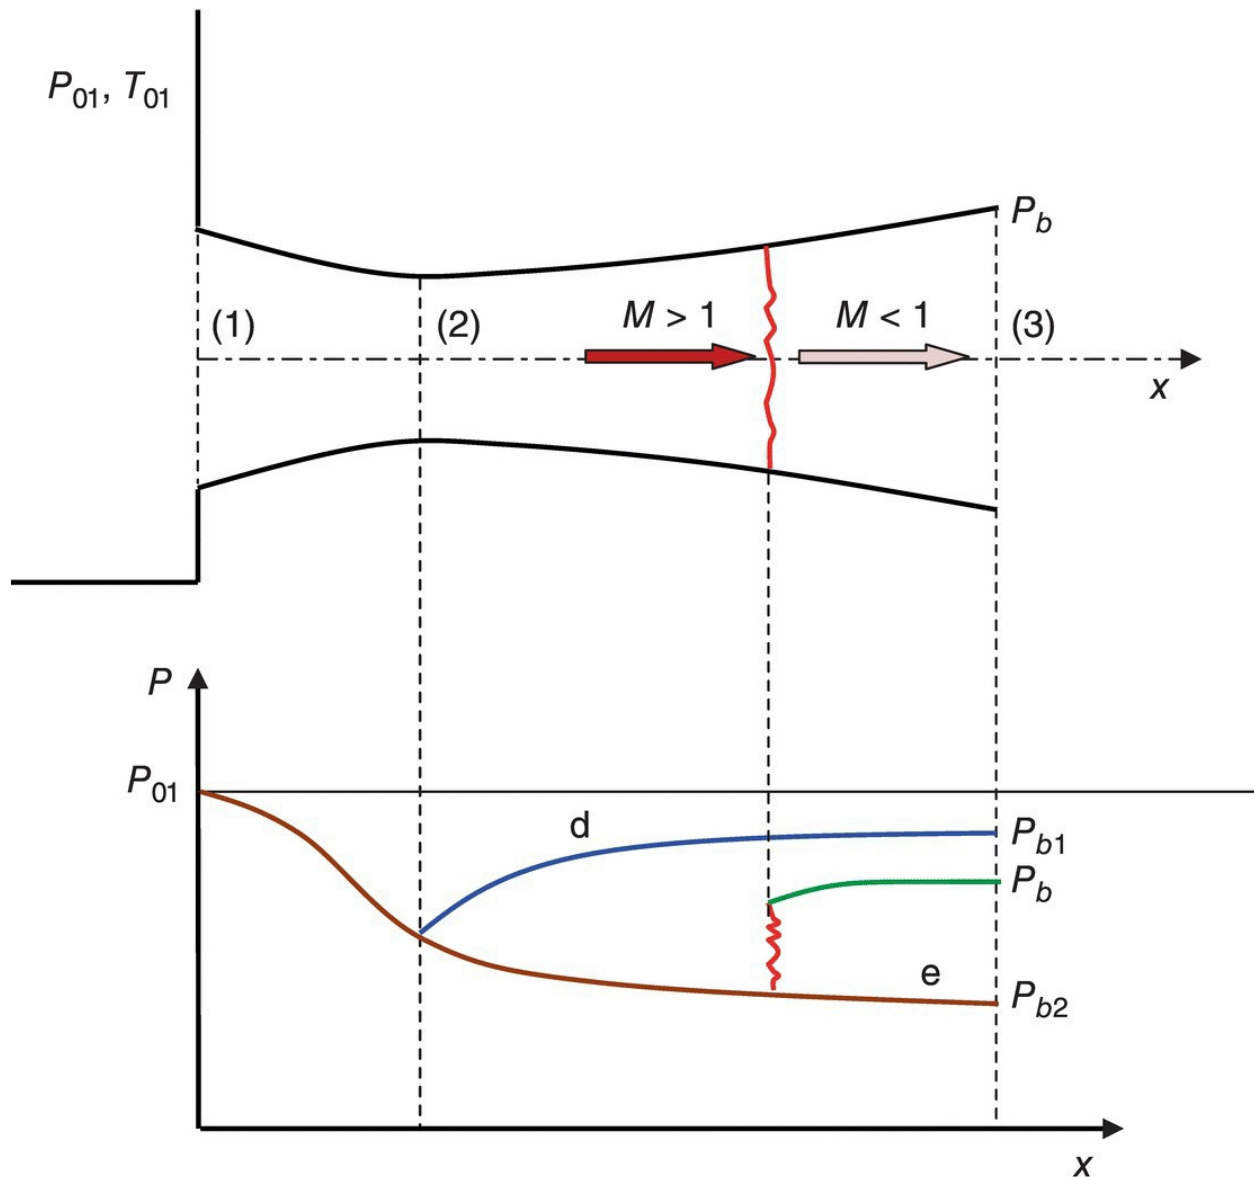 P01, T01
Pb
(1)
(2)
M > 1
M < 1
(3)
x
P
P01
d
Pb1
Pb
e
Pb2
x